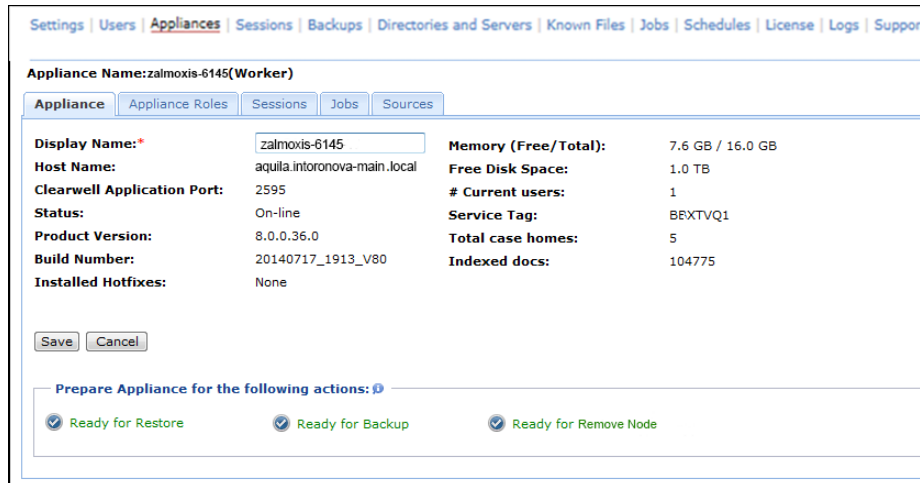 Settings | Users | Appliances | Sessions | Backups | Directories and Servers | Known Files | Jobs | Schedules | License | Logs | Suppor
Appliance Name:zalmoxis-6145(Worker)
Appliance Appliance Roles Sessions Jobs Sources
Display Name:* zalmoxis-6145 Memory (Free/Total): 7.6 GB / 16.0 GB
Host Name: aquila.intoronova-main.local Free Disk Space: 1.0 TB
Clearwell Application Port: 2595 # Current users: 1
Status: On-line Service Tag: BBXTVQ1
Product Version: 8.0.0.36.0 Total case homes: 5
Build Number: 20140717_1913_V80 Indexed docs: 104775
Installed Hotfixes: None
Save Cancel
Prepare Appliance for the following actions:
Ready for Restore Ready for Backup Ready for Remove Node